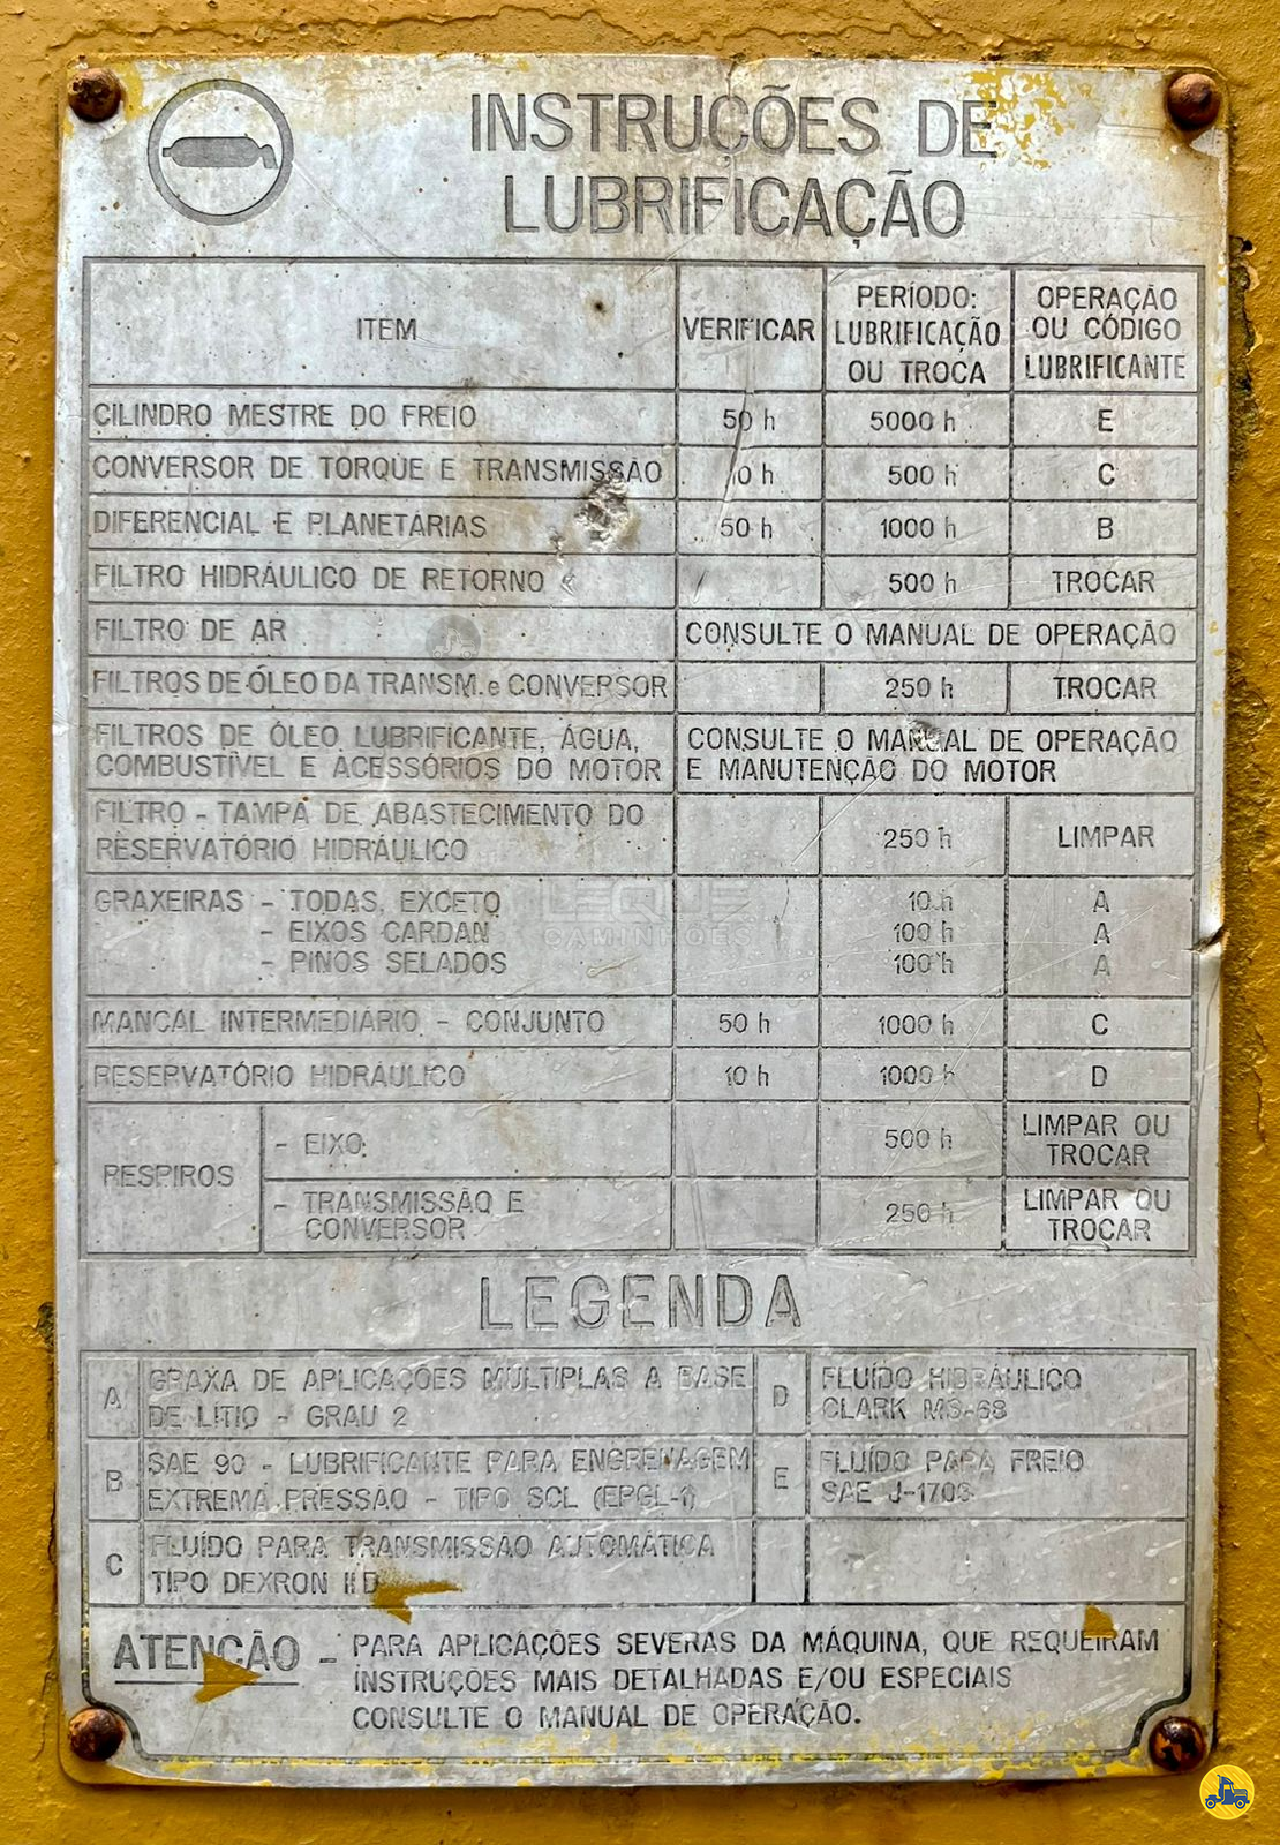 INSTRUÇÕES DE
LUBRIFICAÇÃO
ITEM
VERIFICAR
PERÍODO:
LUBRIFICAÇÃO
OU TROCA
OPERAÇÃO
OU CÓDIGO
LUBRIFICANTE
CILINDRO MESTRE DO FREIO 50 h 5000 h E
CONVERSOR DE TORQUE E TRANSMISSÃO 10 h 500 h C
DIFERENCIAL E PLANETÁRIAS 50 h 1000 h B
FILTRO HIDRÁULICO DE RETORNO 500 h TROCAR
FILTRO DE AR CONSULTE O MANUAL DE OPERAÇÃO
FILTROS DE ÓLEO DA TRANSM. e CONVERSOR 250 h TROCAR
FILTROS DE ÓLEO LUBRIFICANTE, ÁGUA,
COMBUSTÍVEL E ACESSÓRIOS DO MOTOR
CONSULTE O MANUAL DE OPERAÇÃO
E MANUTENÇÃO DO MOTOR
FILTRO - TAMPA DE ABASTECIMENTO DO
RESERVATÓRIO HIDRÁULICO
250 h LIMPAR
GRAXEIRAS - TODAS, EXCETO 10 h A
- EIXOS CARDAN 100 h A
- PINOS SELADOS 100 h A
LEQUE
CAMINHÕES
MANCAL INTERMEDIÁRIO - CONJUNTO 50 h 1000 h C
RESERVATÓRIO HIDRÁULICO 10 h 1000 h D
RESPIROS
- EIXO: 500 h
LIMPAR OU
TROCAR
- TRANSMISSÃO E
CONVERSOR
250 h
LIMPAR OU
TROCAR
LEGENDA
A
GRAXA DE APLICAÇÕES MÚLTIPLAS A BASE
DE LÍTIO - GRAU 2
D
FLUÍDO HIDRÁULICO
CLARK MS-68
B
SAE 90 - LUBRIFICANTE PARA ENGRENAGEM
EXTREMA PRESSÃO - TIPO SCL (EPGL-1)
E
FLUÍDO PARA FREIO
SAE J-1703
C
FLUÍDO PARA TRANSMISSÃO AUTOMÁTICA
TIPO DEXRON II D
ATENÇÃO - PARA APLICAÇÕES SEVERAS DA MÁQUINA, QUE REQUEIRAM
INSTRUÇÕES MAIS DETALHADAS E/OU ESPECIAIS
CONSULTE O MANUAL DE OPERAÇÃO.